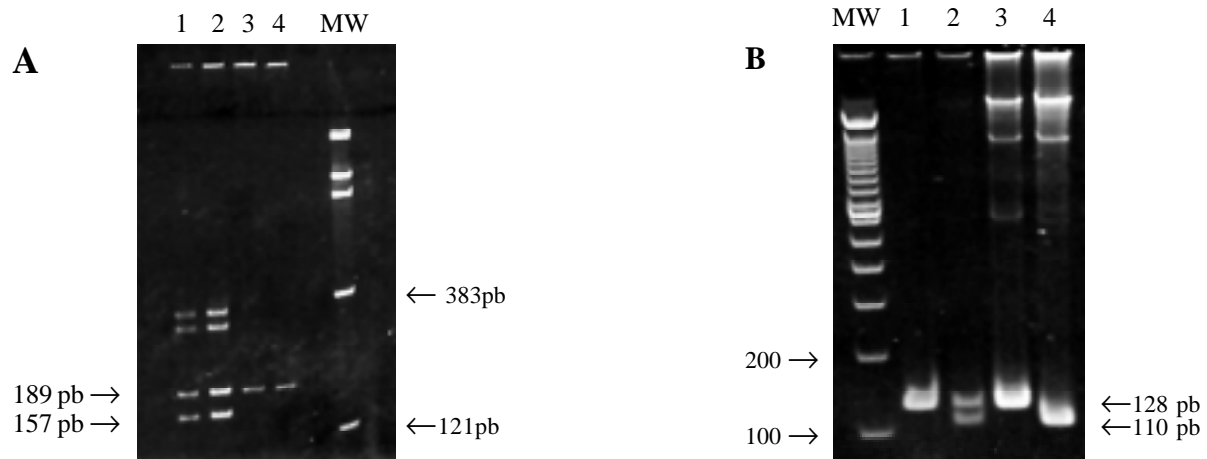 A
1 2 3 4 MW
← 383pb
189 pb →
157 pb →
←121pb
B
MW 1 2 3 4
200 →
100 →
←128 pb
←110 pb